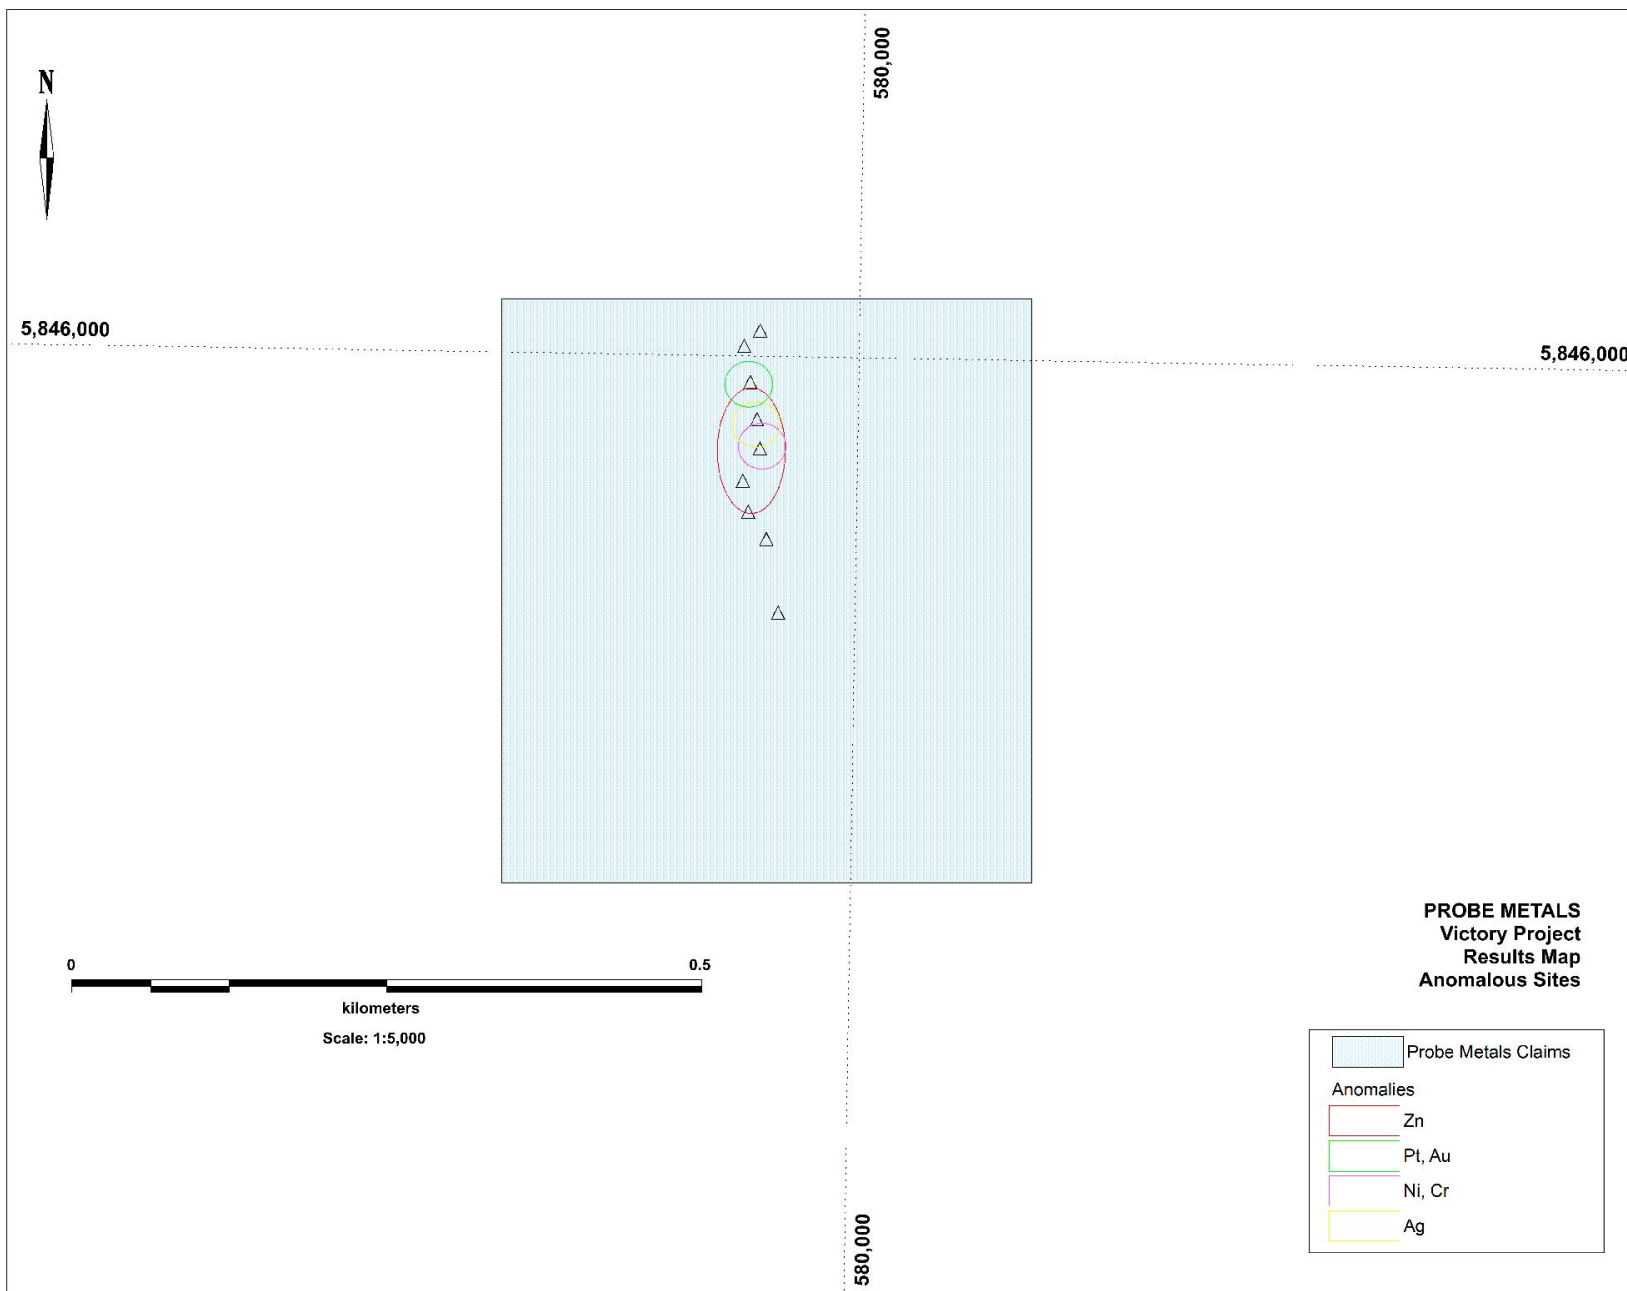 580,000
N
5,846,000
5,846,000
PROBE METALS
Victory Project
Results Map
Anomalous Sites
0 0.5
kilometers
Scale: 1:5,000
Probe Metals Claims
Anomalies
Zn
Pt, Au
Ni, Cr
Ag
580,000